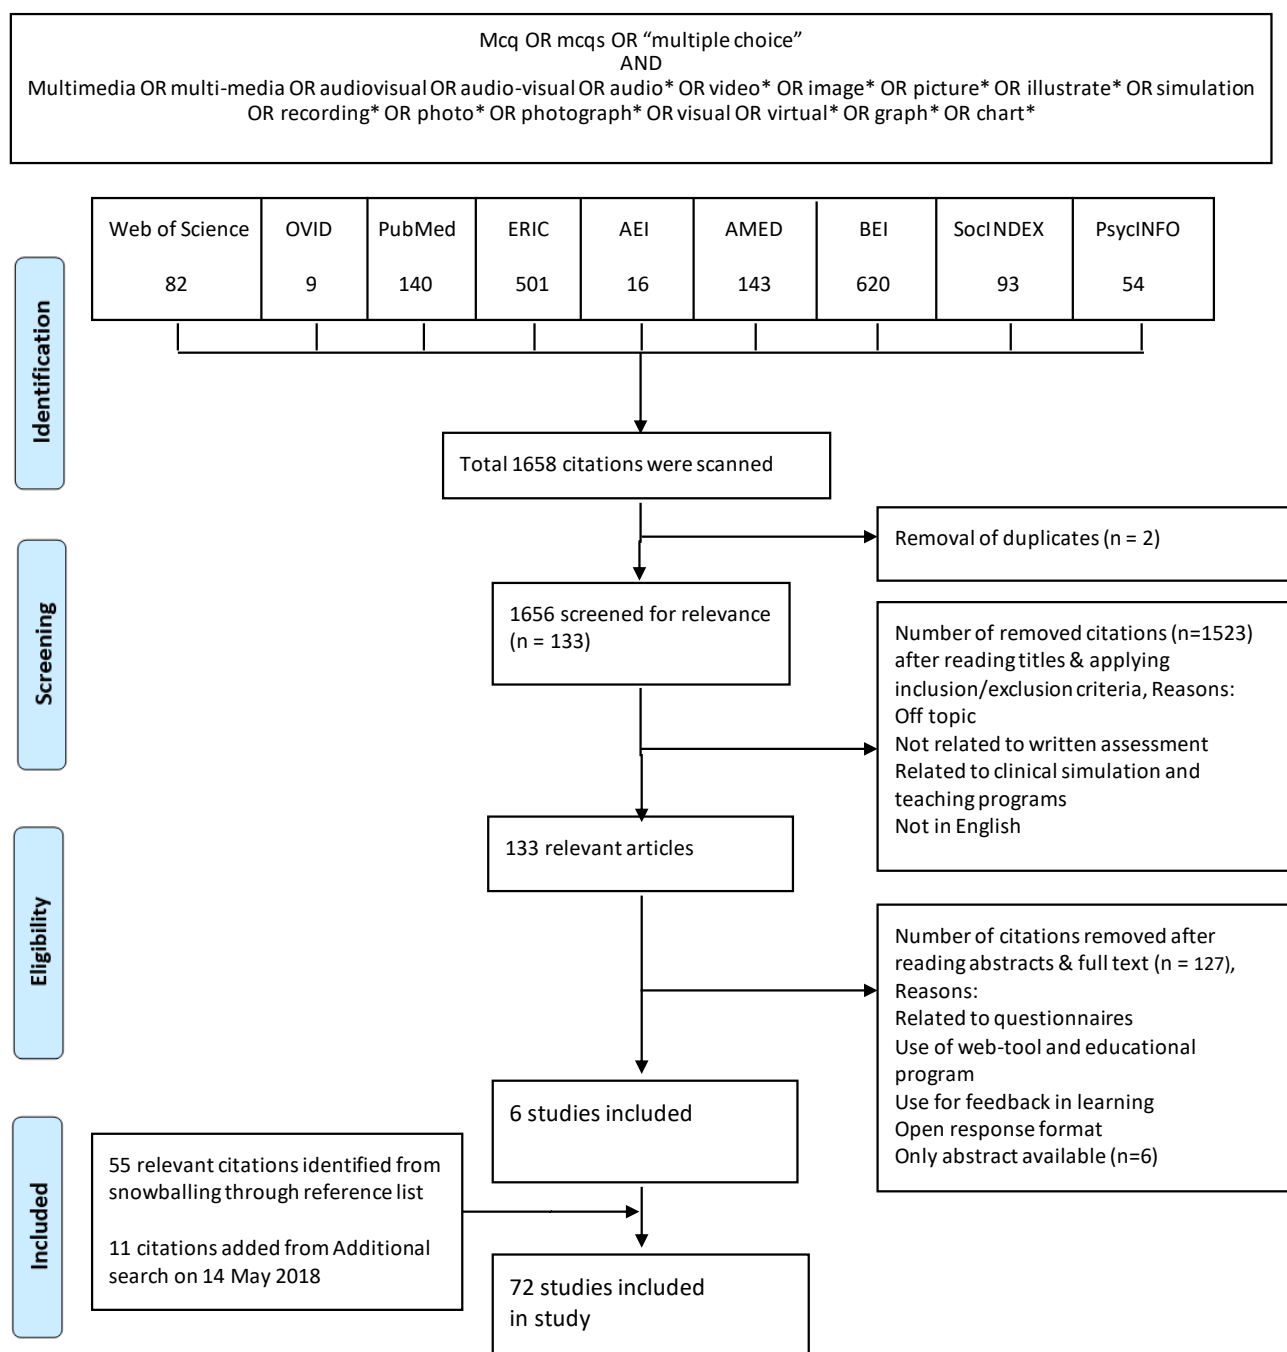 Mcq OR mcqs OR “multiple choice”
AND
Multimedia OR multi-media OR audiovisual OR audio-visual OR audio* OR video* OR image* OR picture* OR illustrate* OR simulation
OR recording* OR photo* OR photograph* OR visual OR virtual* OR graph* OR chart*
Web of Science OVID PubMed ERIC AEI AMED BEI SocINDEX PsycINFO
82 9 140 501 16 143 620 93 54
Identification
Total 1658 citations were scanned
Removal of duplicates (n = 2)
Screening
1656 screened for relevance
(n = 133)
Number of removed citations (n=1523)
after reading titles & applying
inclusion/exclusion criteria, Reasons:
Off topic
Not related to written assessment
Related to clinical simulation and
teaching programs
Not in English
133 relevant articles
Eligibility
Number of citations removed after
reading abstracts & full text (n = 127),
Reasons:
Related to questionnaires
Use of web-tool and educational
program
Use for feedback in learning
Open response format
Only abstract available (n=6)
6 studies included
Included
55 relevant citations identified from
snowballing through reference list
11 citations added from Additional
search on 14 May 2018
72 studies included
in study